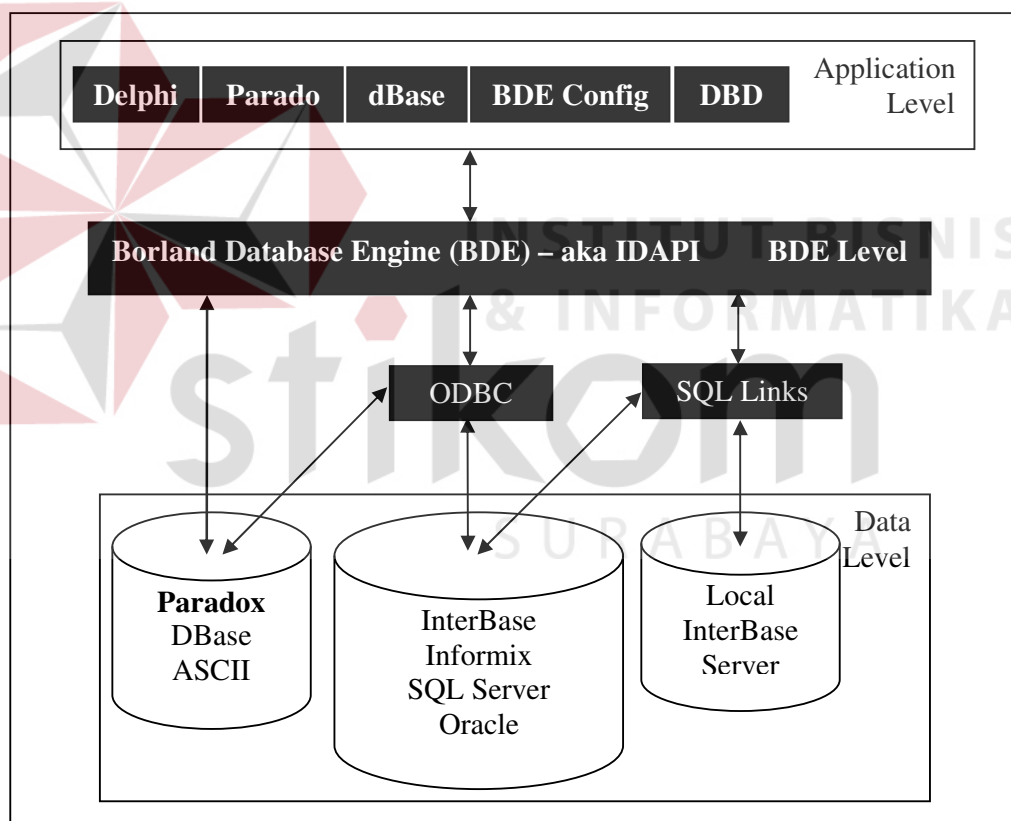 Application
Level
Delphi Parado dBase BDE Config DBD
INSTITUT BISNIS
Borland Database Engine (BDE) – aka IDAPI BDE Level
& INFORMATIKA
stikom
ODBC
SQL Links
SURABAYA
Data
Level
Paradox
DBase
ASCII
InterBase
Informix
SQL Server
Oracle
Local
InterBase
Server